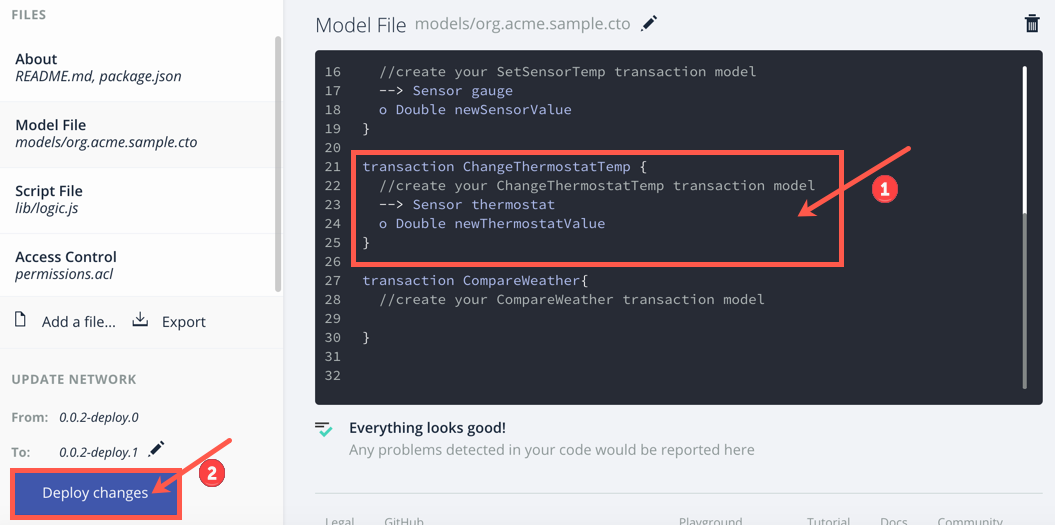 FILES
About
README.md, package.json
Model File
models/org.acme.sample.cto
Script File
lib/logic.js
Access Control
permissions.acl
Add a file... Export
UPDATE NETWORK
From: 0.0.2-deploy.0
To: 0.0.2-deploy.1
Deploy changes
2
Model File models/org.acme.sample.cto
16 //create your SetSensorTemp transaction model
17 --> Sensor gauge
18 o Double newSensorValue
19 }
20
21 transaction ChangeThermostatTemp {
22 //create your ChangeThermostatTemp transaction model
23 --> Sensor thermostat
24 o Double newThermostatValue
25 }
26
27 transaction CompareWeather{
28 //create your CompareWeather transaction model
29
30 }
31
32
1
Everything looks good!
Any problems detected in your code would be reported here
Legal GitHub Playground Tutorial Docs Community